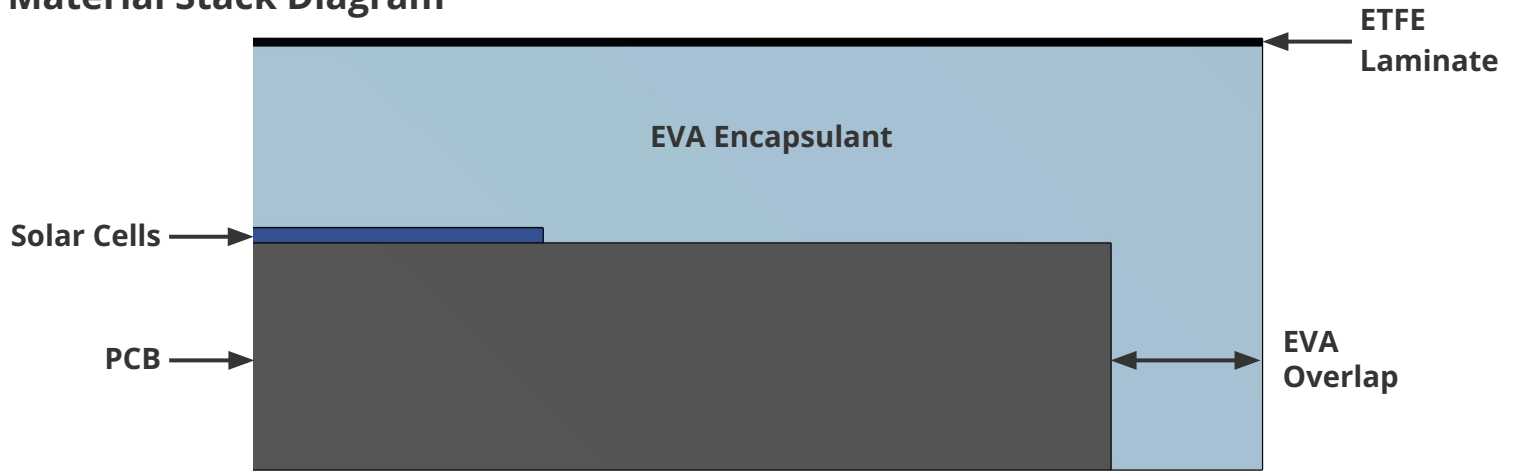 Material Stack Diagram
ETFE
Laminate
EVA Encapsulant
Solar Cells
PCB
EVA
Overlap